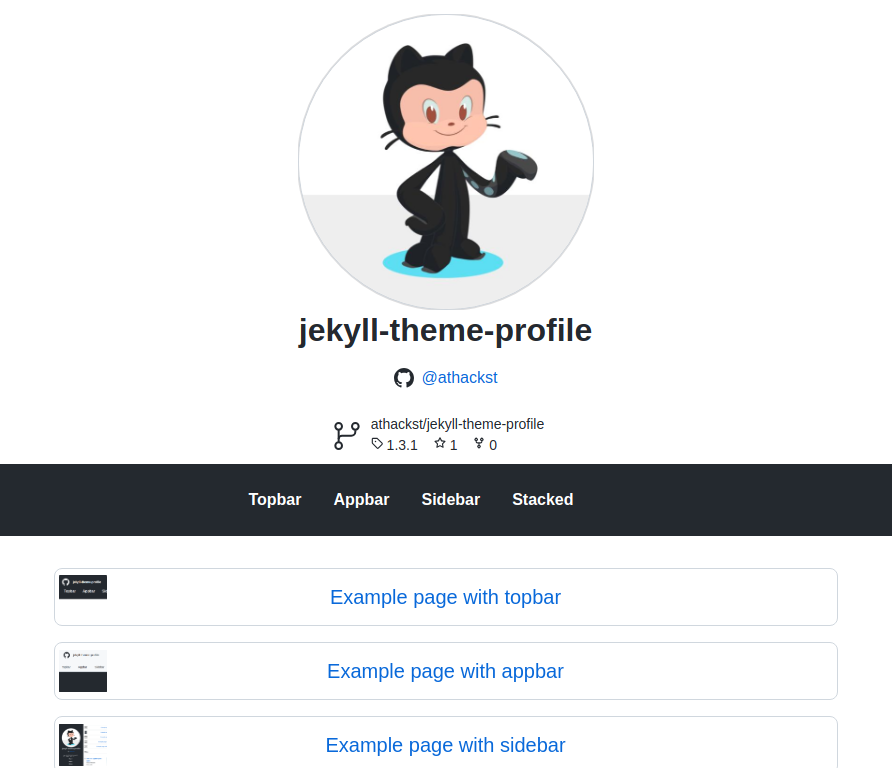 jekyll-theme-profile
@athackst
athackst/jekyll-theme-profile
1.3.1 1 0
Topbar Appbar Sidebar Stacked
Example page with topbar
Example page with appbar
Example page with sidebar